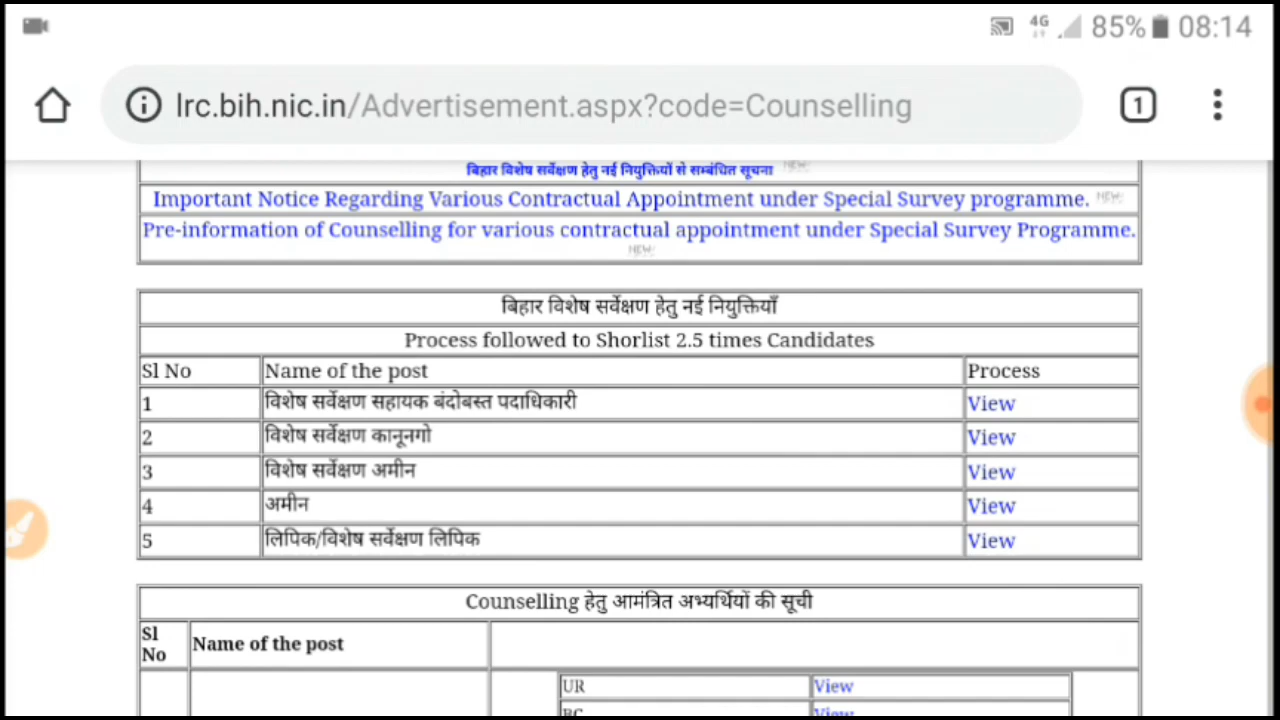 4G 85% 08:14
lrc.bih.nic.in/Advertisement.aspx?code=Counselling 1
बिहार विशेष सर्वेक्षण हेतु नई नियुक्तियों से सम्बंधित सूचना NEW!
Important Notice Regarding Various Contractual Appointment under Special Survey programme. NEW!
Pre-information of Counselling for various contractual appointment under Special Survey Programme.
NEW!
बिहार विशेष सर्वेक्षण हेतु नई नियुक्तियाँ
Process followed to Shorlist 2.5 times Candidates
Sl No Name of the post Process
1 विशेष सर्वेक्षण सहायक बंदोबस्त पदाधिकारी View
2 विशेष सर्वेक्षण कानूनगो View
3 विशेष सर्वेक्षण अमीन View
4 अमीन View
5 लिपिक/विशेष सर्वेक्षण लिपिक View
Counselling हेतु आमंत्रित अभ्यर्थियों की सूची
Sl
No Name of the post
UR View
BC View